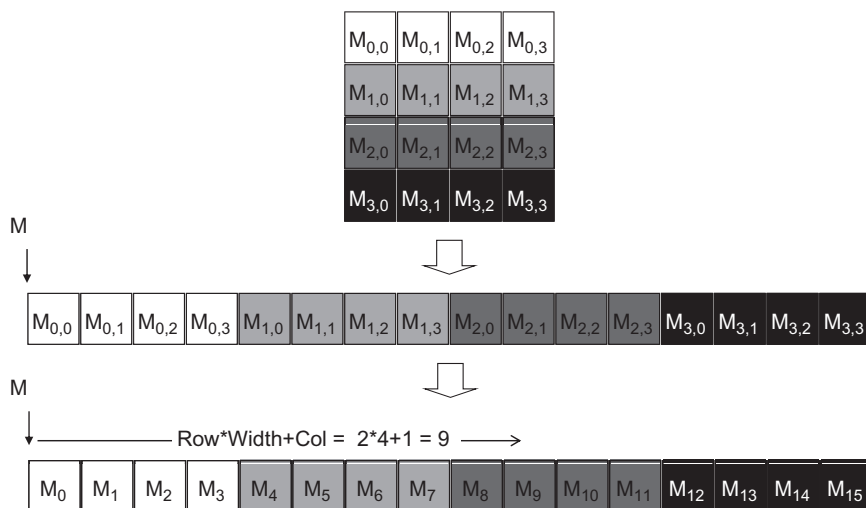 M0,0 M0,1 M0,2 M0,3
M1,0 M1,1 M1,2 M1,3
M2,0 M2,1 M2,2 M2,3
M3,0 M3,1 M3,2 M3,3
M
M0,0 M0,1 M0,2 M0,3 M1,0 M1,1 M1,2 M1,3 M2,0 M2,1 M2,2 M2,3 M3,0 M3,1 M3,2 M3,3
M
Row*Width+Col = 2*4+1 = 9
M0 M1 M2 M3 M4 M5 M6 M7 M8 M9 M10 M11 M12 M13 M14 M15